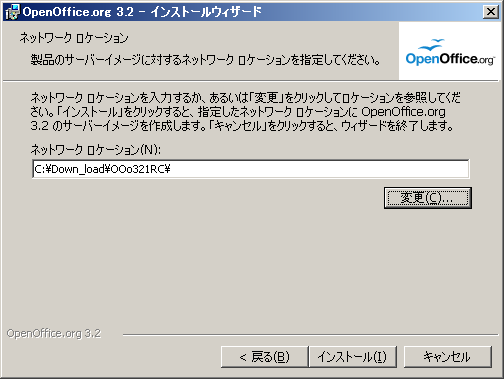 OpenOffice.org 3.2 - インストールウィザード
ネットワーク ロケーション
製品のサーバーイメージに対するネットワーク ロケーションを指定してください。
OpenOffice.org
ネットワーク ロケーションを入力するか、あるいは「変更」をクリックしてロケーションを参照してくだ
さい。「インストール」をクリックすると、指定したネットワーク ロケーションに OpenOffice.org
3.2 のサーバーイメージを作成します。「キャンセル」をクリックすると、ウィザードを終了します。
ネットワーク ロケーション(N):
C:¥Down_load¥OOo321RC¥
変更(C)...
OpenOffice.org 3.2
< 戻る(B)
インストール(I)
キャンセル